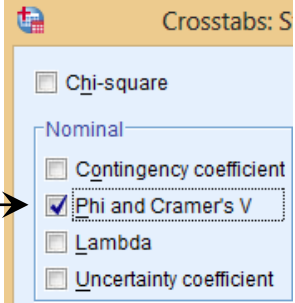 Crosstabs: S
Chi-square
Nominal
Contingency coefficient
Phi and Cramer's V
Lambda
Uncertainty coefficient